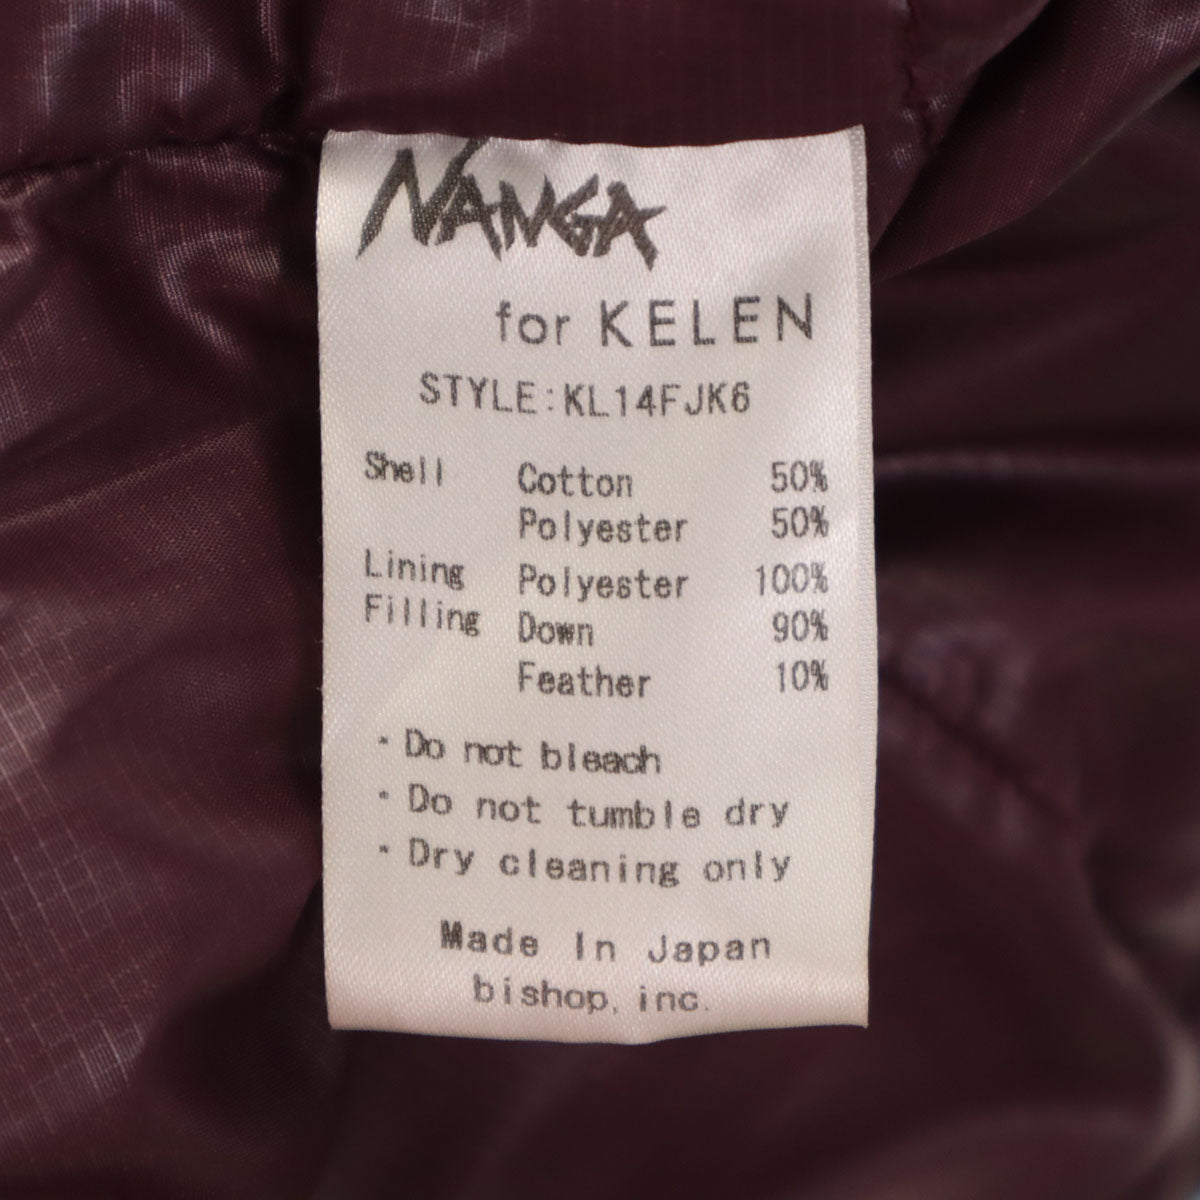 NANGA
for KELEN
STYLE:KL14FJK6
Shell Cotton 50%
Polyester 50%
Lining Polyester 100%
Filling Down 90%
Feather 10%
・Do not bleach
・Do not tumble dry
・Dry cleaning only
Made In Japan
bishop, inc.